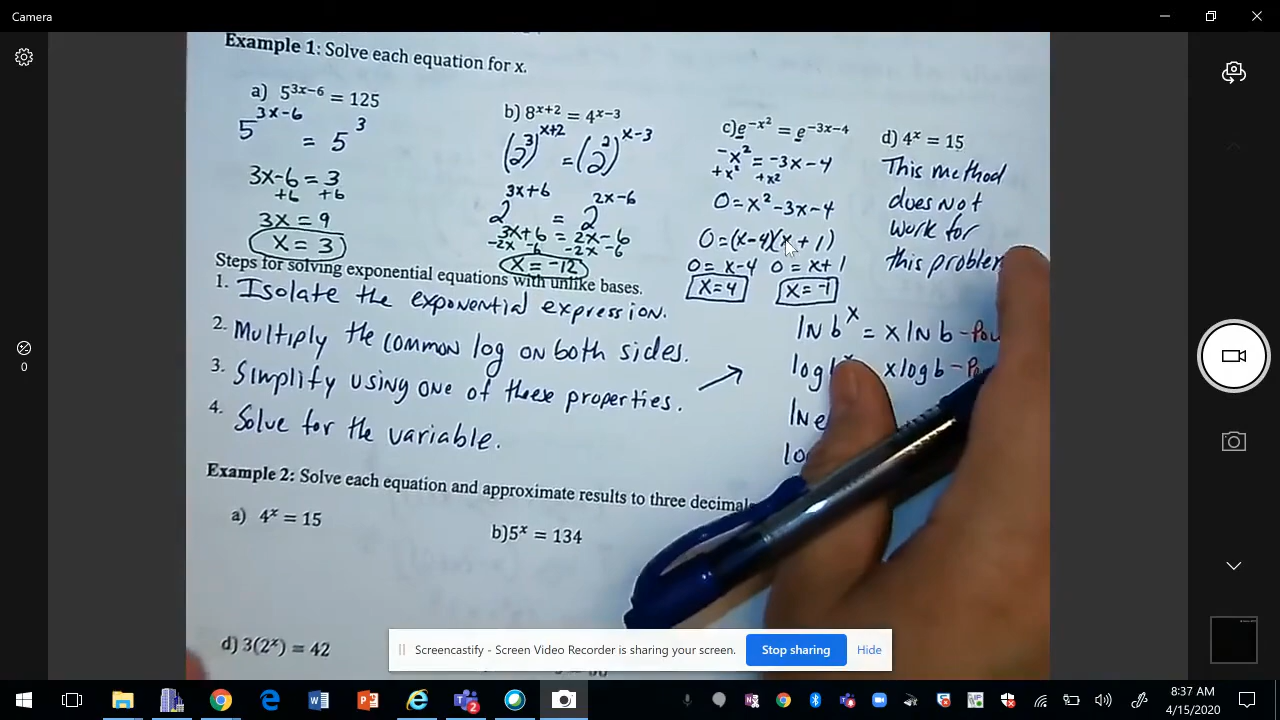 Camera
Example 1: Solve each equation for x.
a) 5^{3x-6} = 125
5^{3x-6} = 5^3
3x-6 = 3
+6 +6
3x = 9
x = 3
b) 8^{x+2} = 4^{x-3}
(2^3)^{x+2} = (2^2)^{x-3}
2^{3x+6} = 2^{2x-6}
3x+6 = 2x-6
-2x -6 -2x -6
x = -12
c) e^{-x^2} = e^{-3x-4}
-x^2 = -3x-4
+x^2 +x^2
0 = x^2-3x-4
0 = (x-4)(x+1)
0 = x-4 0 = x+1
x=4 x=-1
d) 4^x = 15
This method
does Not
work for
this problem
Steps for solving exponential equations with unlike bases.
1. Isolate the exponential expression.
2. Multiply the common log on both sides.
3. Simplify using one of these properties.
4. Solve for the variable.
ln b^x = x ln b -
x log b -
ln e
Example 2: Solve each equation and approximate results to three
a) 4^x = 15
b) 5^x = 134
d) 3(2^x) = 42
0
Screencastify - Screen Video Recorder is sharing your screen.
Stop sharing
Hide
8:37 AM
4/15/2020